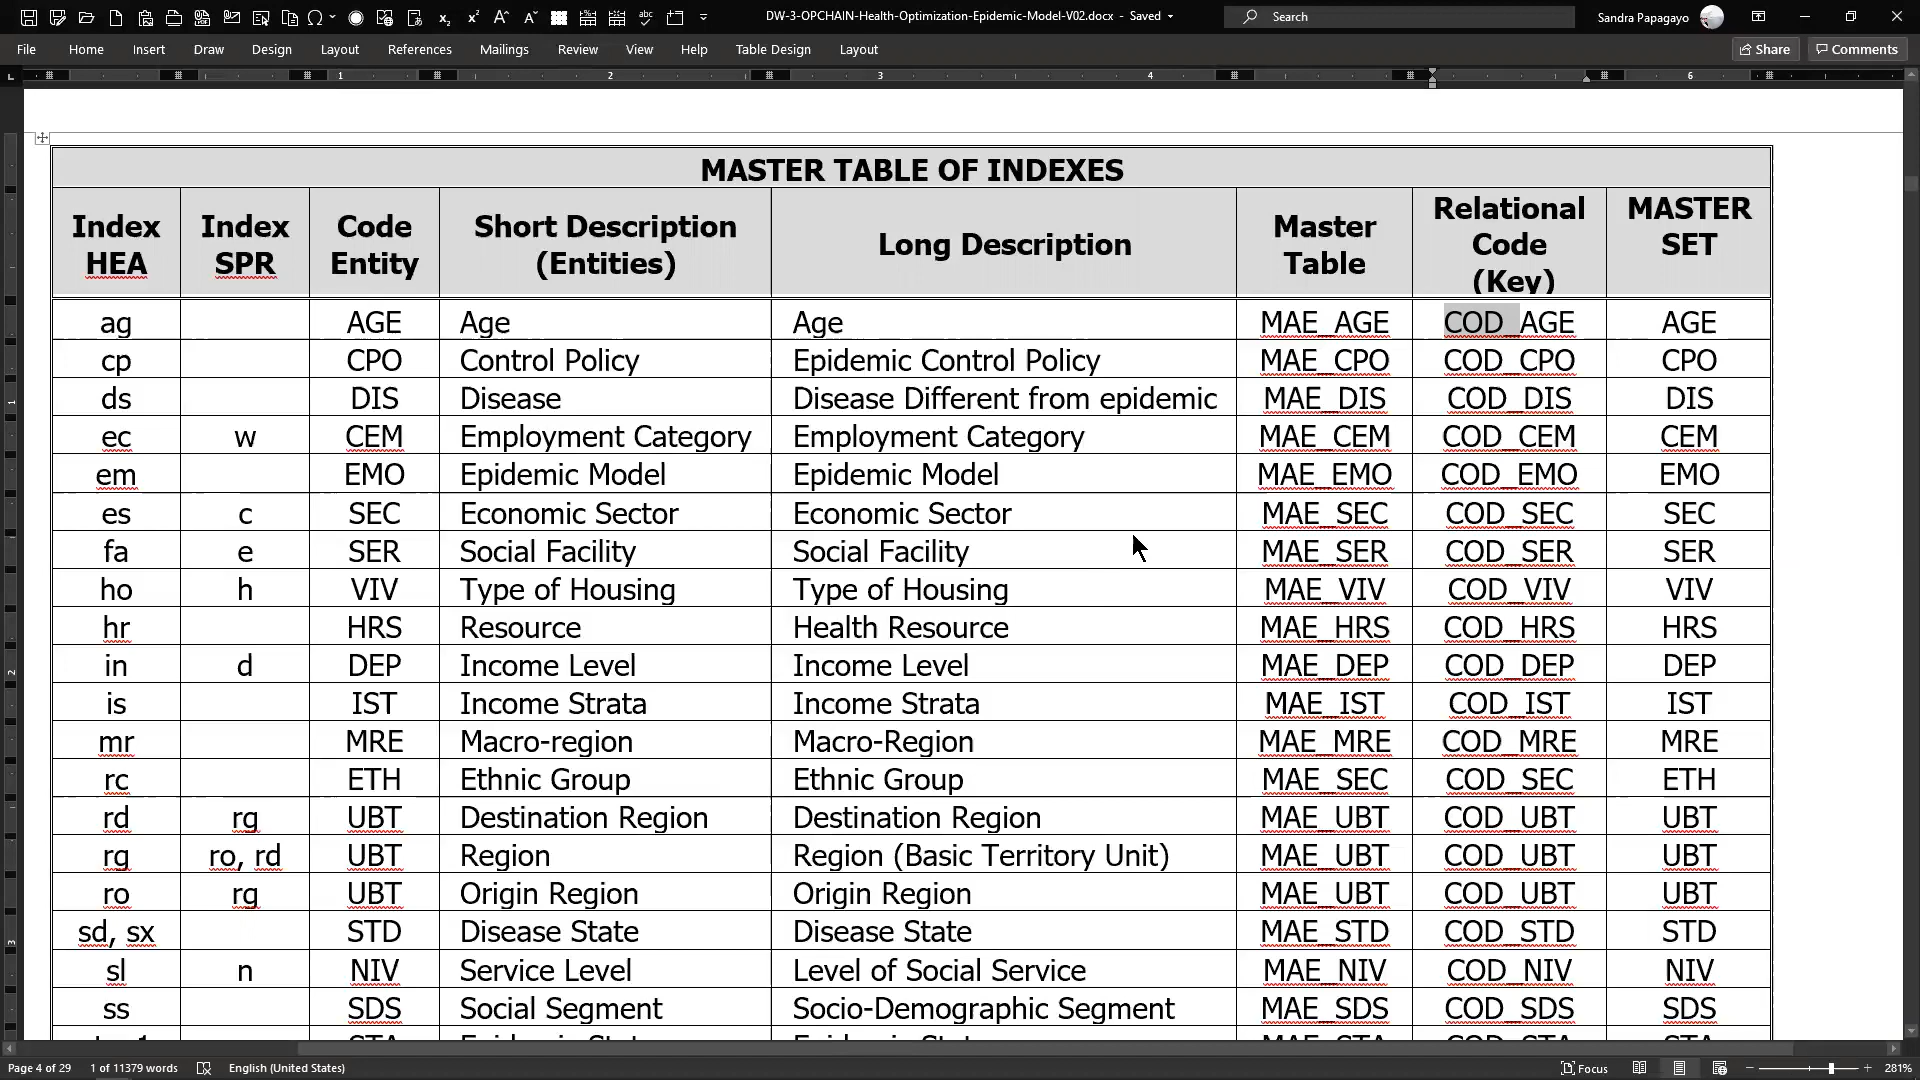 DW-3-OPCHAIN-Health-Optimization-Epidemic-Model-V02.docx - Saved
Search
Sandra Papagayo
File Home Insert Draw Design Layout References Mailings Review View Help Table Design Layout Share Comments
1 2 3 4 6
MASTER TABLE OF INDEXES
Index HEA Index SPR Code Entity Short Description (Entities) Long Description Master Table Relational Code (Key) MASTER SET
ag AGE Age Age MAE_AGE COD_AGE AGE
cp CPO Control Policy Epidemic Control Policy MAE_CPO COD_CPO CPO
ds DIS Disease Disease Different from epidemic MAE_DIS COD_DIS DIS
ec w CEM Employment Category Employment Category MAE_CEM COD_CEM CEM
em EMO Epidemic Model Epidemic Model MAE_EMO COD_EMO EMO
es c SEC Economic Sector Economic Sector MAE_SEC COD_SEC SEC
fa e SER Social Facility Social Facility MAE_SER COD_SER SER
ho h VIV Type of Housing Type of Housing MAE_VIV COD_VIV VIV
hr HRS Resource Health Resource MAE_HRS COD_HRS HRS
in d DEP Income Level Income Level MAE_DEP COD_DEP DEP
is IST Income Strata Income Strata MAE_IST COD_IST IST
mr MRE Macro-region Macro-Region MAE_MRE COD_MRE MRE
rc ETH Ethnic Group Ethnic Group MAE_SEC COD_SEC ETH
rd rg UBT Destination Region Destination Region MAE_UBT COD_UBT UBT
rg ro, rd UBT Region Region (Basic Territory Unit) MAE_UBT COD_UBT UBT
ro rg UBT Origin Region Origin Region MAE_UBT COD_UBT UBT
sd, sx STD Disease State Disease State MAE_STD COD_STD STD
sl n NIV Service Level Level of Social Service MAE_NIV COD_NIV NIV
ss SDS Social Segment Socio-Demographic Segment MAE_SDS COD_SDS SDS
Page 4 of 29 1 of 11379 words English (United States) Focus 281%